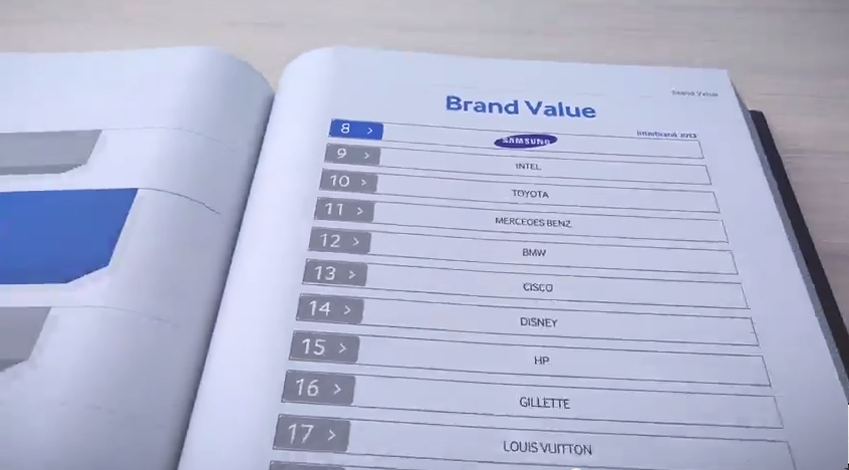 Brand Value
Brand Value
Interbrand 2013
8 > SAMSUNG
9 > INTEL
10 > TOYOTA
11 > MERCEDES BENZ
12 > BMW
13 > CISCO
14 > DISNEY
15 > HP
16 > GILLETTE
17 > LOUIS VUITTON